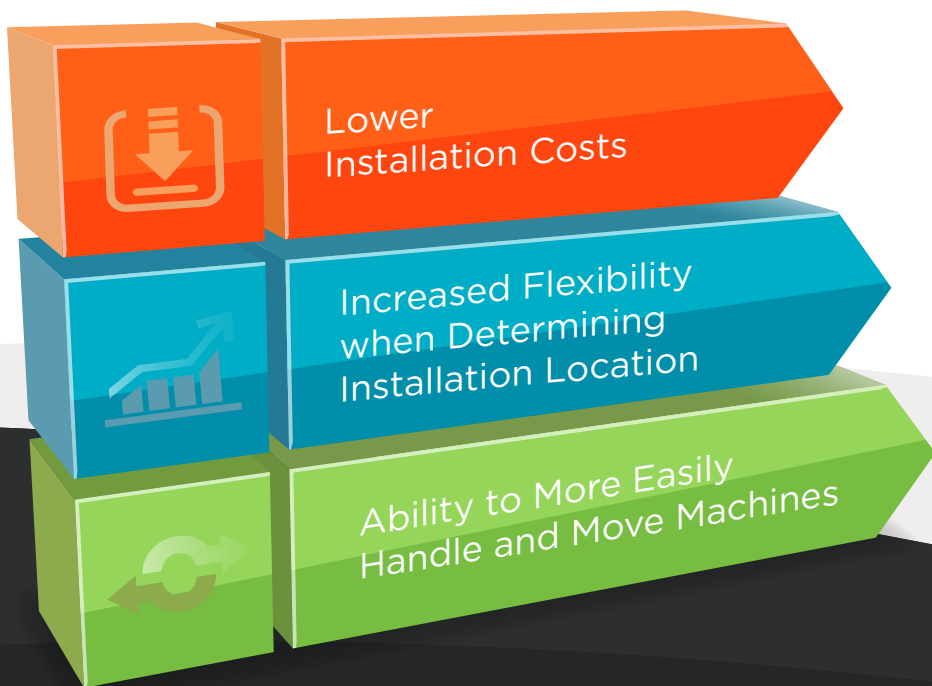 Lower
Installation Costs
Increased Flexibility
when Determining
Installation Location
Ability to More Easily
Handle and Move Machines